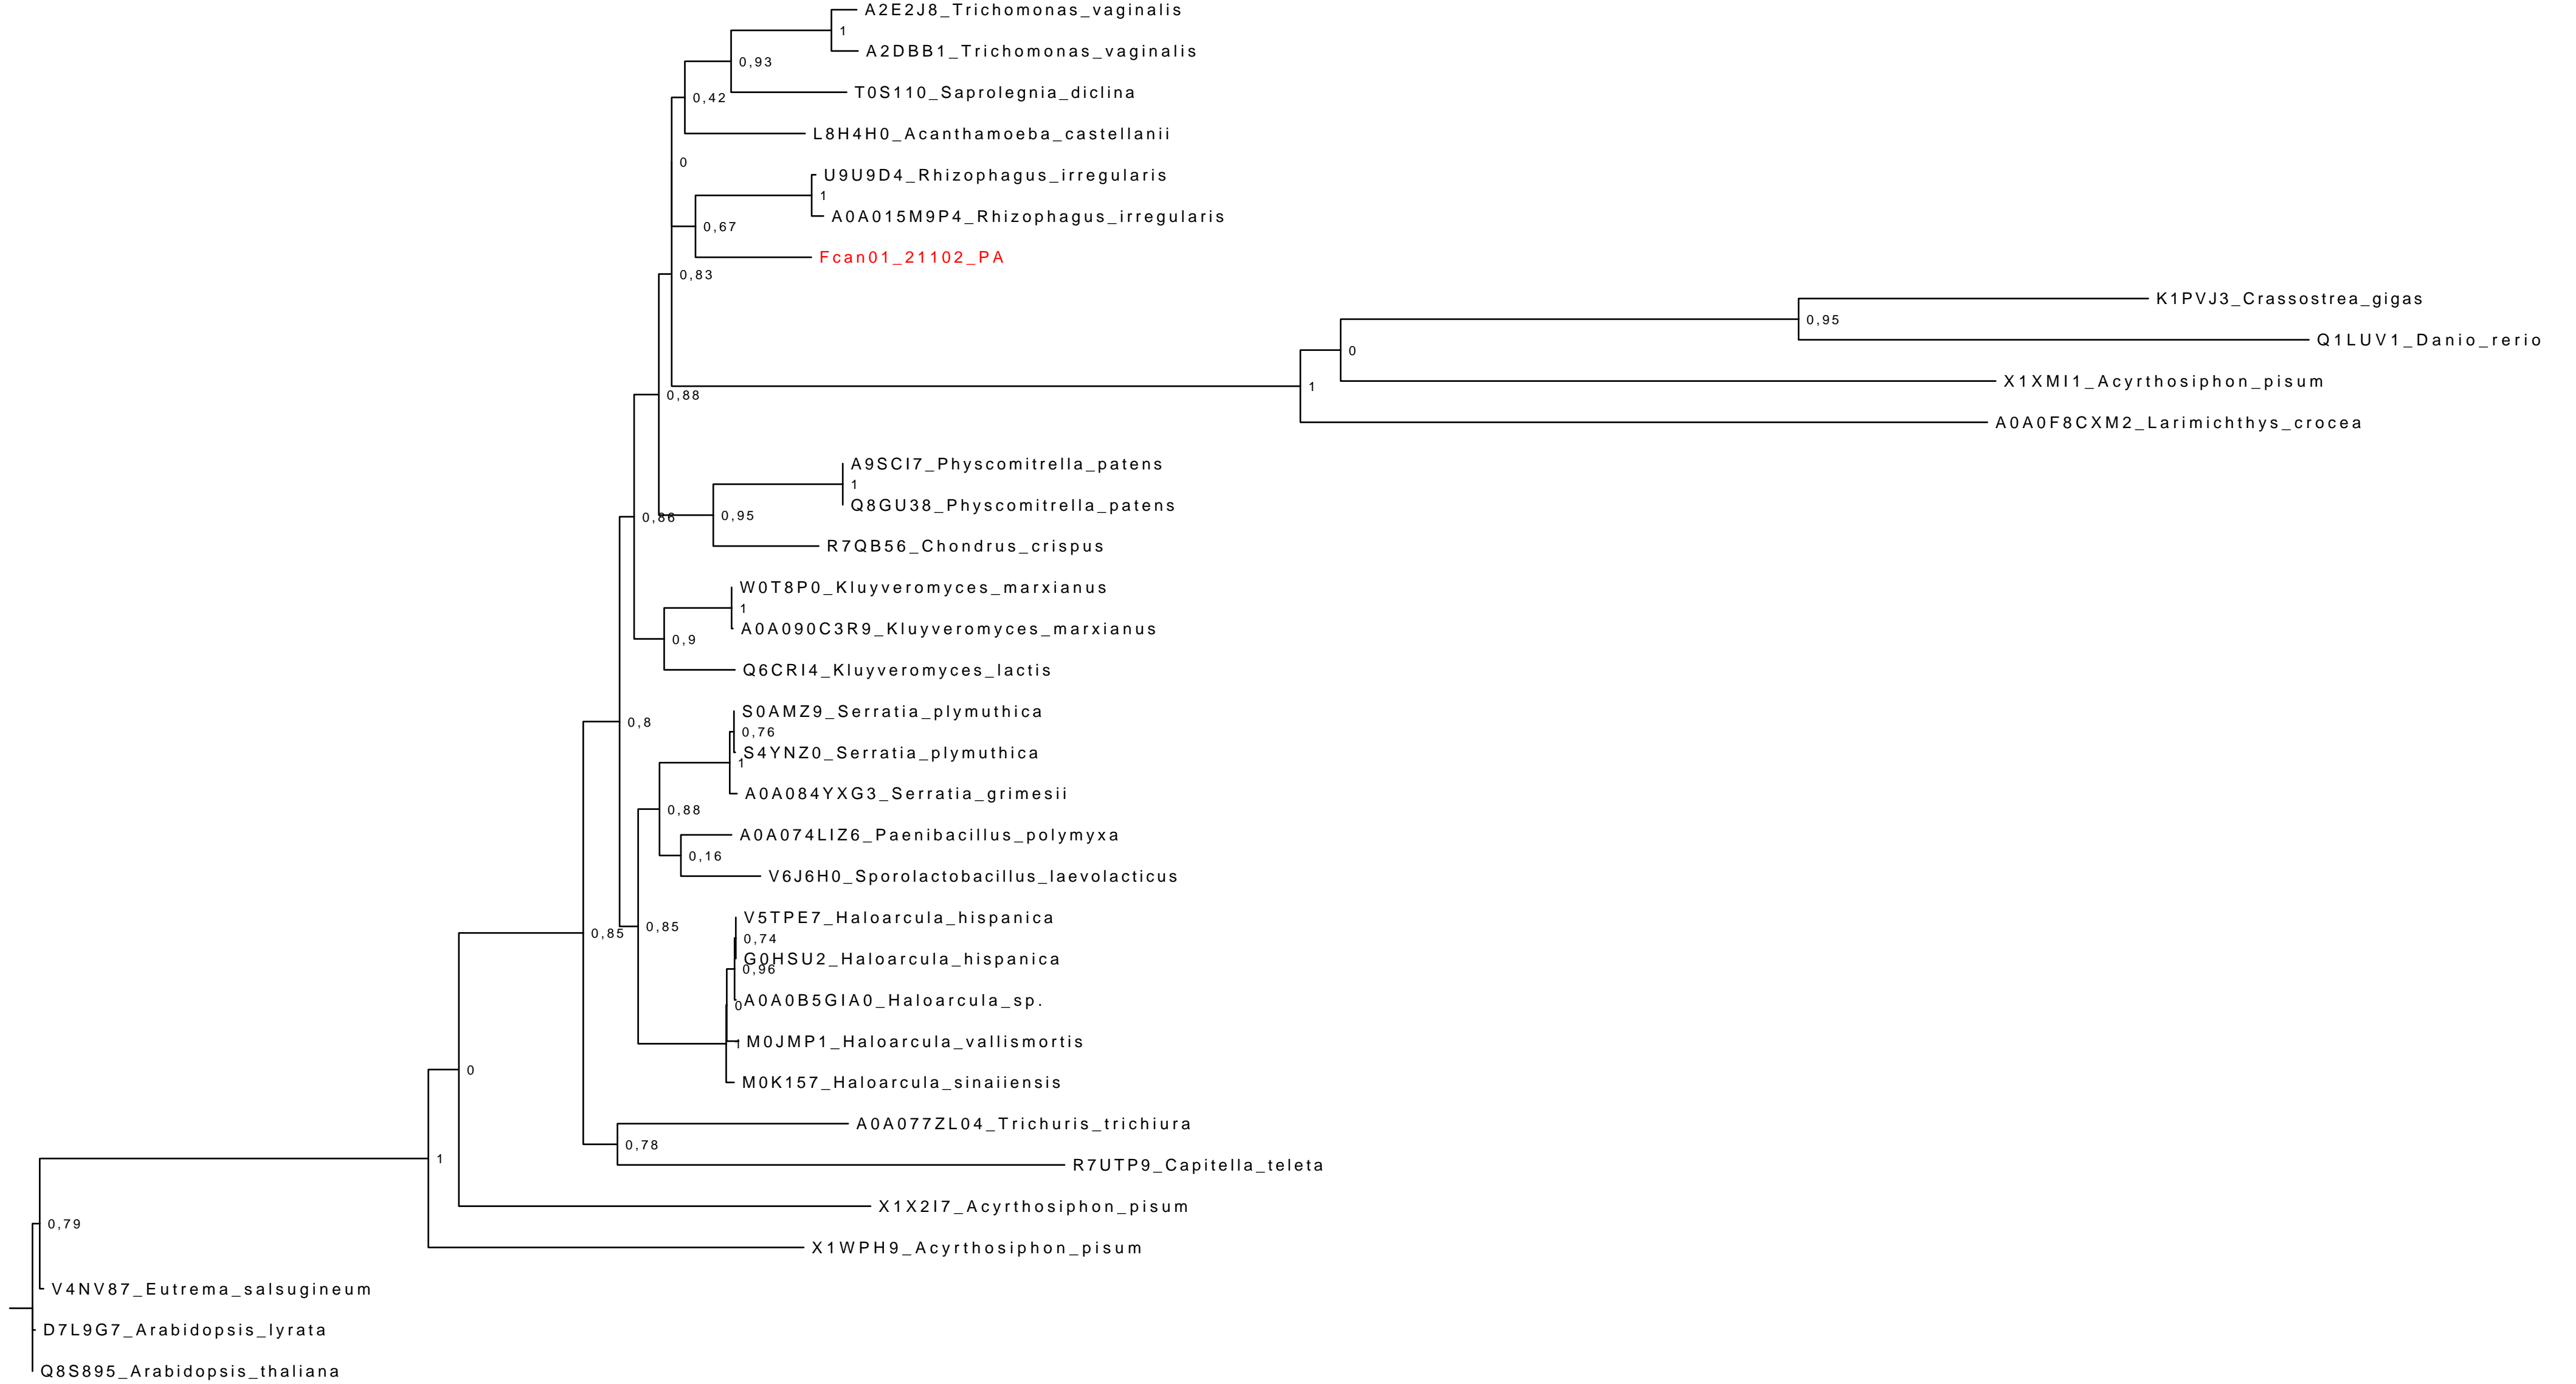 A2E2J8_Trichomonas_vaginalis
1
A2DBB1_Trichomonas_vaginalis
0,93
T0S110_Saprolegnia_diclina
0,42
L8H4H0_Acanthamoeba_castellanii
0
U9U9D4_Rhizophagus_irregularis
1
A0A015M9P4_Rhizophagus_irregularis
0,67
Fcan01_21102_PA
0,83
K1PVJ3_Crassostrea_gigas
0,95
Q1LUV1_Danio_rerio
0
X1XMI1_Acyrthosiphon_pisum
1
0,88
A0A0F8CXM2_Larimichthys_crocea
A9SCI7_Physcomitrella_patens
1
Q8GU38_Physcomitrella_patens
0,86
0,95
R7QB56_Chondrus_crispus
W0T8P0_Kluyveromyces_marxianus
1
A0A090C3R9_Kluyveromyces_marxianus
0,9
Q6CRI4_Kluyveromyces_lactis
S0AMZ9_Serratia_plymuthica
0,8
0,76
S4YNZ0_Serratia_plymuthica
1
A0A084YXG3_Serratia_grimesii
0,88
A0A074LIZ6_Paenibacillus_polymyxa
0,16
V6J6H0_Sporolactobacillus_laevolacticus
V5TPE7_Haloarcula_hispanica
0,85
0,85
0,74
G0HSU2_Haloarcula_hispanica
0,96
A0A0B5GIA0_Haloarcula_sp.
0
M0JMP1_Haloarcula_vallismortis
1
0
M0K157_Haloarcula_sinaiiensis
A0A077ZL04_Trichuris_trichiura
0,78
1
R7UTP9_Capitella_teleta
X1X2I7_Acyrthosiphon_pisum
0,79
X1WPH9_Acyrthosiphon_pisum
V4NV87_Eutrema_salsugineum
D7L9G7_Arabidopsis_lyrata
Q8S895_Arabidopsis_thaliana